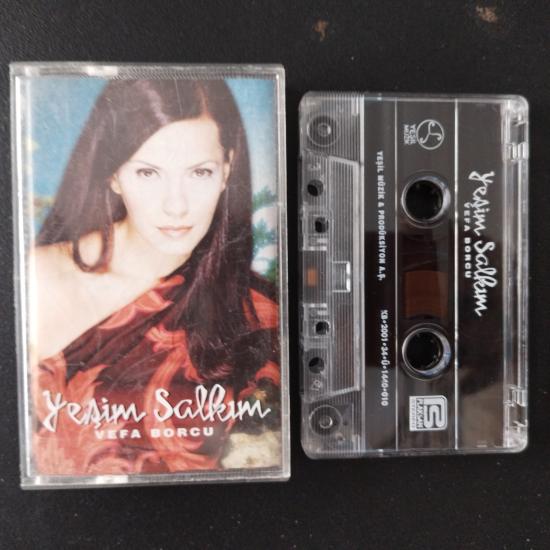 Yeşim Salkım
VEFA BORCU
YEŞİL
MÜZİK
YEŞİL MÜZİK & PRODÜKSİYON A.Ş.
Yeşim Salkım
VEFA BORCU